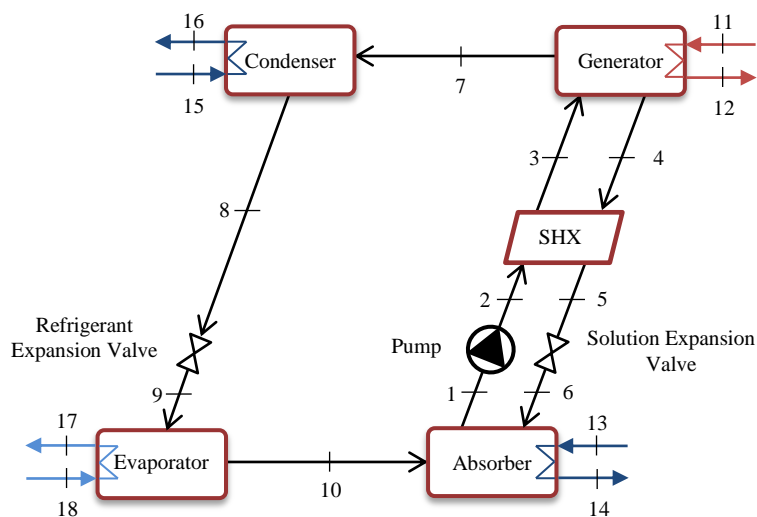 16
11
Condenser
Generator
15
7
12
3
4
8
SHX
2
5
Refrigerant
Expansion Valve
Pump
Solution Expansion
Valve
9
1
6
17
13
Evaporator
Absorber
18
10
14